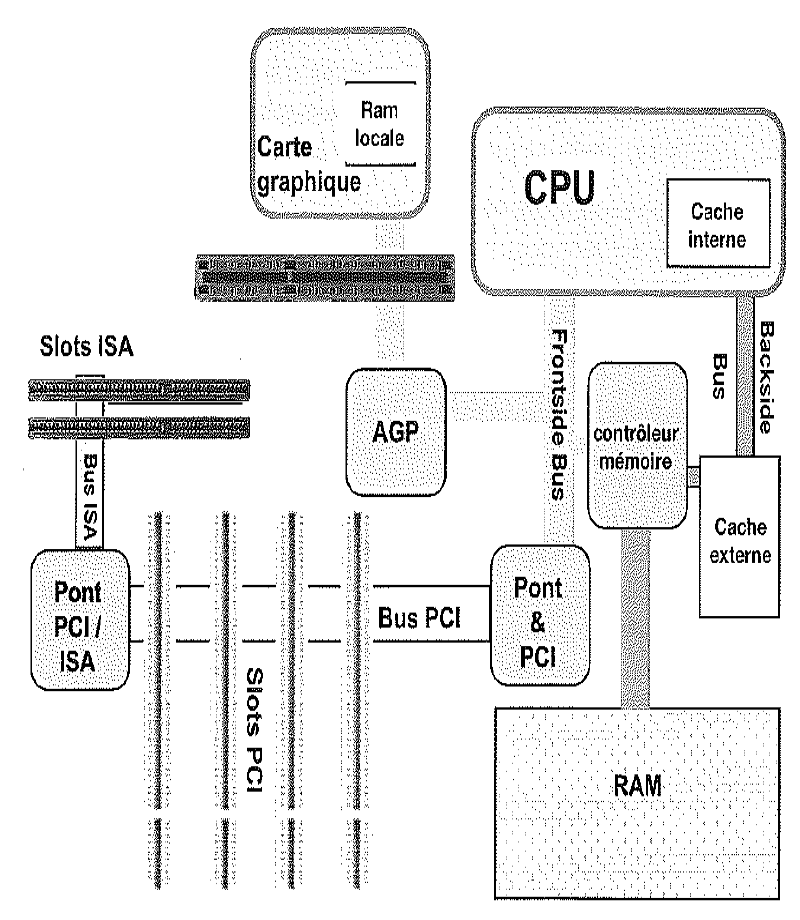 Ram
locale
Carte
graphique
CPU
Cache
interne
Slots ISA
Frontside Bus
Backside
Bus
AGP
contrôleur
mémoire
Bus ISA
Cache
externe
Pont
PCI /
ISA
Bus PCI
Pont
&
PCI
Slots PCI
RAM